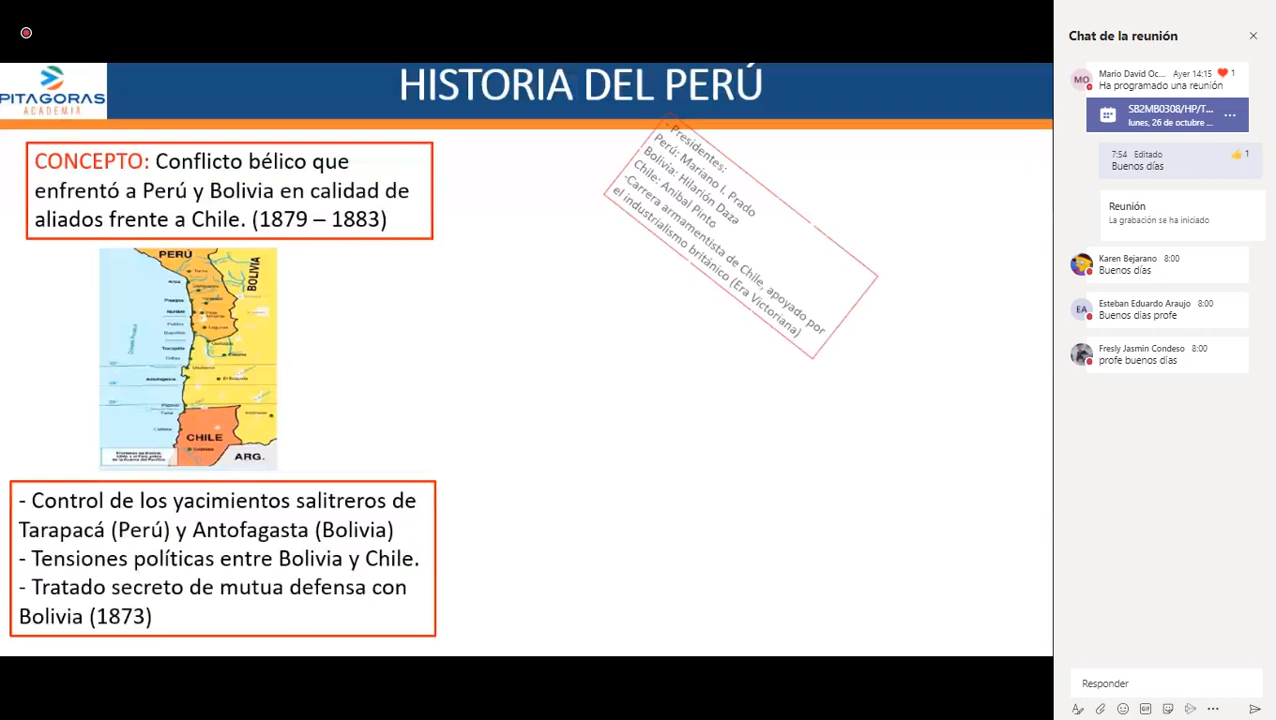 HISTORIA DEL PERÚ
PITAGORAS
ACADEMIA
CONCEPTO: Conflicto bélico que
enfrentó a Perú y Bolivia en calidad de
aliados frente a Chile. (1879 – 1883)
- Presidentes:
Perú: Mariano I. Prado
Bolivia: Hilarión Daza
Chile: Aníbal Pinto
-Carrera armamentista de Chile, apoyado por
el industrialismo británico (Era Victoriana)
PERÚ
BOLIVIA
CHILE
ARG.
- Control de los yacimientos salitreros de
Tarapacá (Perú) y Antofagasta (Bolivia)
- Tensiones políticas entre Bolivia y Chile.
- Tratado secreto de mutua defensa con
Bolivia (1873)
Chat de la reunión
MO
Mario David Oc... Ayer 14:15 1
Ha programado una reunión
SB2MB0308/HP/T...
lunes, 26 de octubre ...
7:54 Editado 1
Buenos días
Reunión
La grabación se ha iniciado
Karen Bejarano 8:00
Buenos días
EA
Esteban Eduardo Araujo 8:00
Buenos dias profe
Fresly Jasmin Condeso 8:00
profe buenos días
Responder
GIF